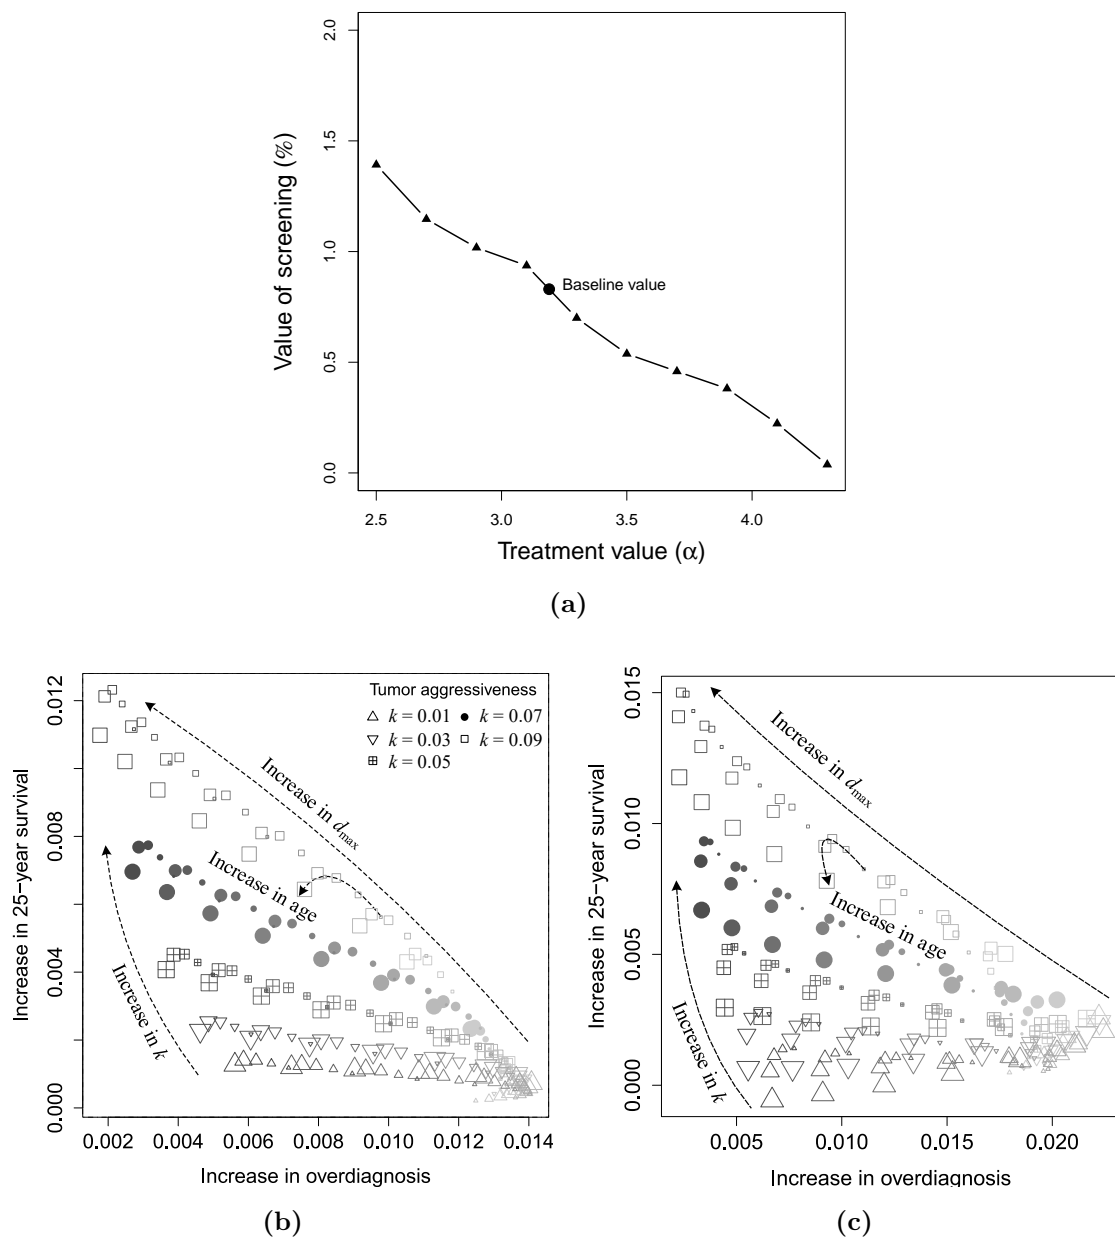 2.0
1.5
1.0
0.5
0.0
Value of screening (%)
Baseline value
2.5 3.0 3.5 4.0
Treatment value (α)
(a)
0.012
0.008
0.004
0.000
Increase in 25−year survival
Tumor aggressiveness
k = 0.01 k = 0.07
k = 0.03 k = 0.09
k = 0.05
Increase in dmax
Increase in age
Increase in k
0.002 0.004 0.006 0.008 0.010 0.012 0.014
Increase in overdiagnosis
(b)
0.015
0.010
0.005
0.000
Increase in 25−year survival
Increase in dmax
Increase in age
Increase in k
0.005 0.010 0.015 0.020
Increase in overdiagnosis
(c)